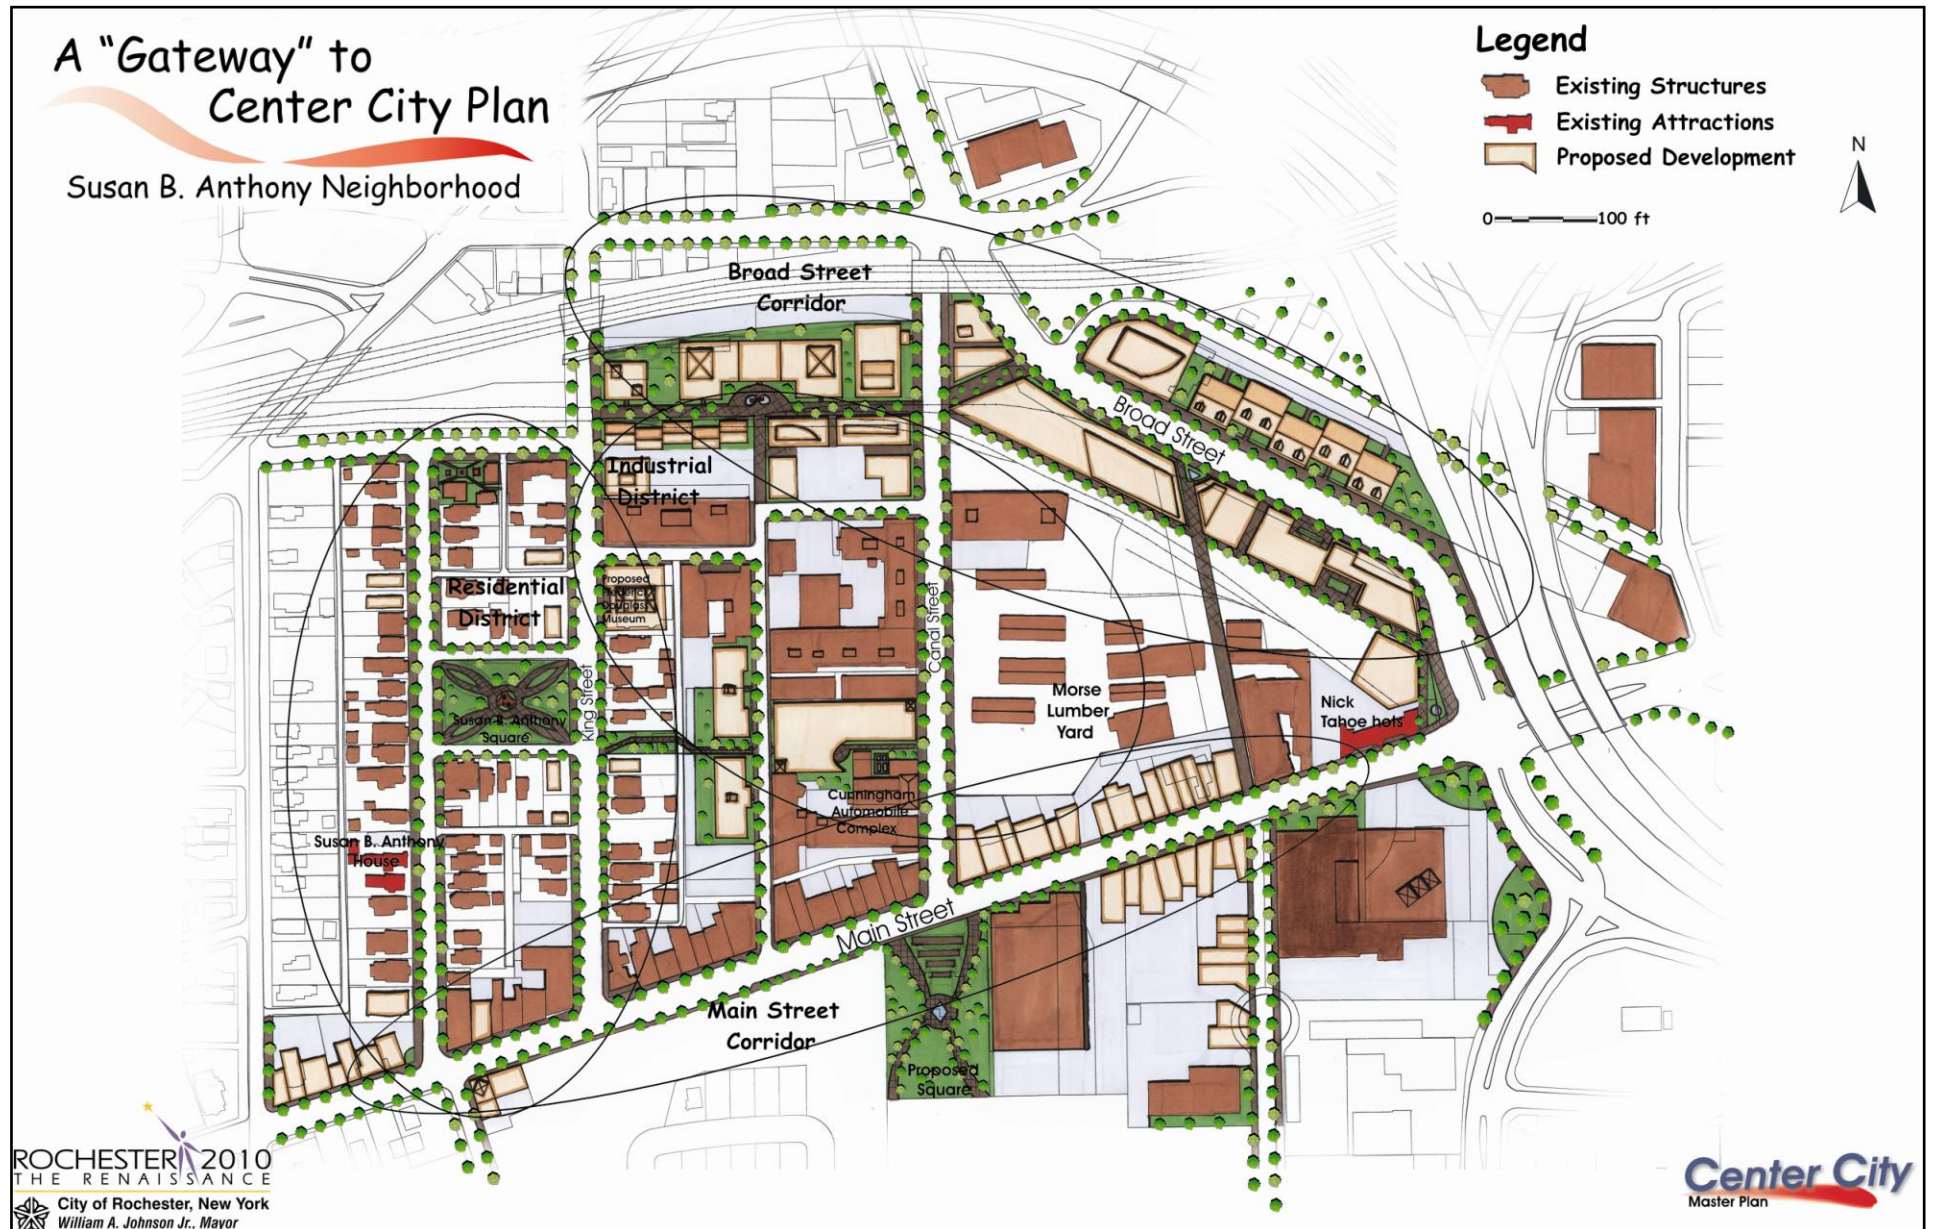 A “Gateway” to
Center City Plan
Susan B. Anthony Neighborhood
Legend
Existing Structures
Existing Attractions
Proposed Development
N
0 100 ft
Broad Street
Corridor
Broad Street
Industrial
District
Residential
District
Proposed
Frederick
Douglass
Museum
Canal Street
King Street
Susan B. Anthony
Square
Morse
Lumber
Yard
Nick
Tahoe hots
Cunningham
Automobile
Complex
Susan B. Anthony
House
Main Street
Main Street
Corridor
Proposed
Square
ROCHESTER 2010
THE RENAISSANCE
City of Rochester, New York
William A. Johnson Jr., Mayor
Center City
Master Plan